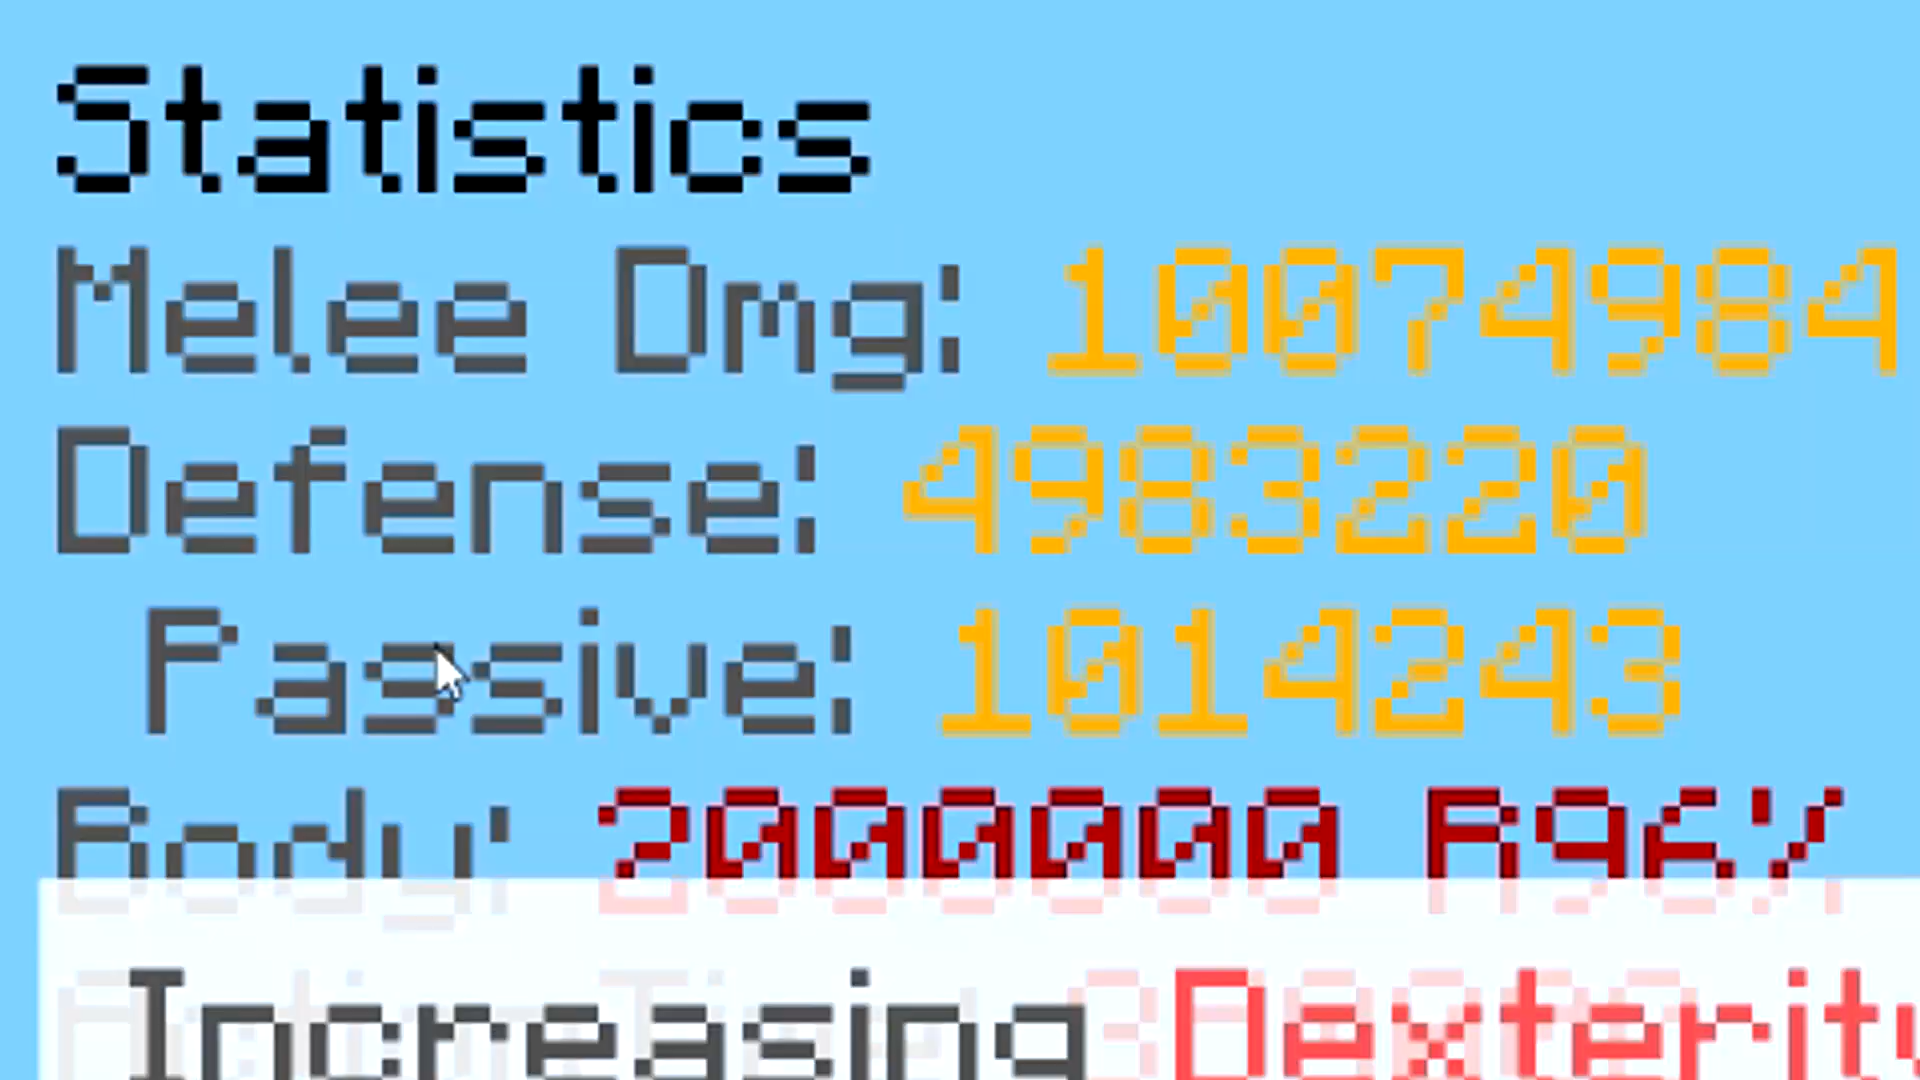 Statistics
Melee Dmg: 10074984
Defense: 4983220
Passive: 1014243
Body: 2000000 R96%
Increasing Dexterity